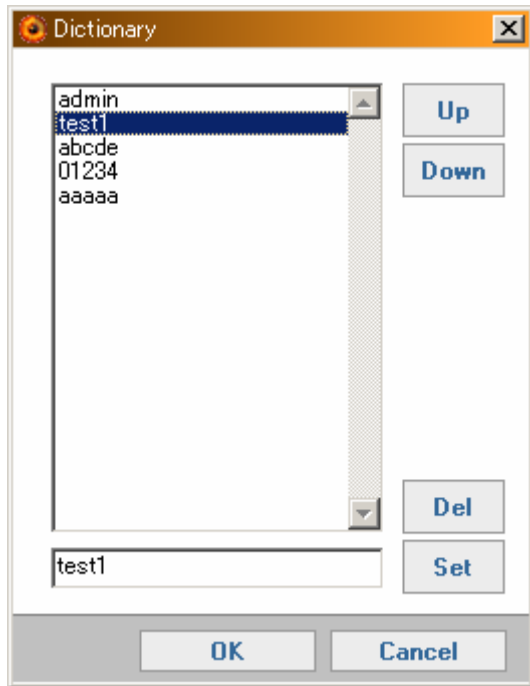 Dictionary
admin
test1
abcde
01234
aaaaa
Up
Down
Del
test1
Set
OK
Cancel